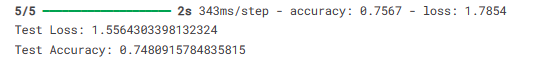 5/5 ━━━━━━━━━━━━━━━━━━━━ 2s 343ms/step - accuracy: 0.7567 - loss: 1.7854
Test Loss: 1.5564303398132324
Test Accuracy: 0.7480915784835815